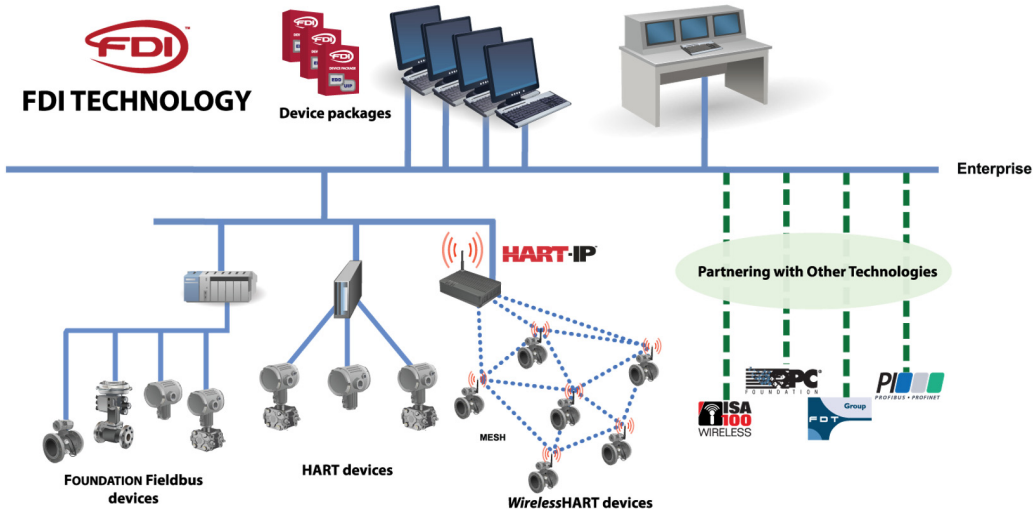 FDI
FDI TECHNOLOGY
Device packages
Enterprise
HART-IP
Partnering with Other Technologies
MESH
FOUNDATION Fieldbus
devices
HART devices
WirelessHART devices
ISA
100
WIRELESS
OPC
FOUNDATION
FDT
Group
PI
PROFIBUS • PROFINET